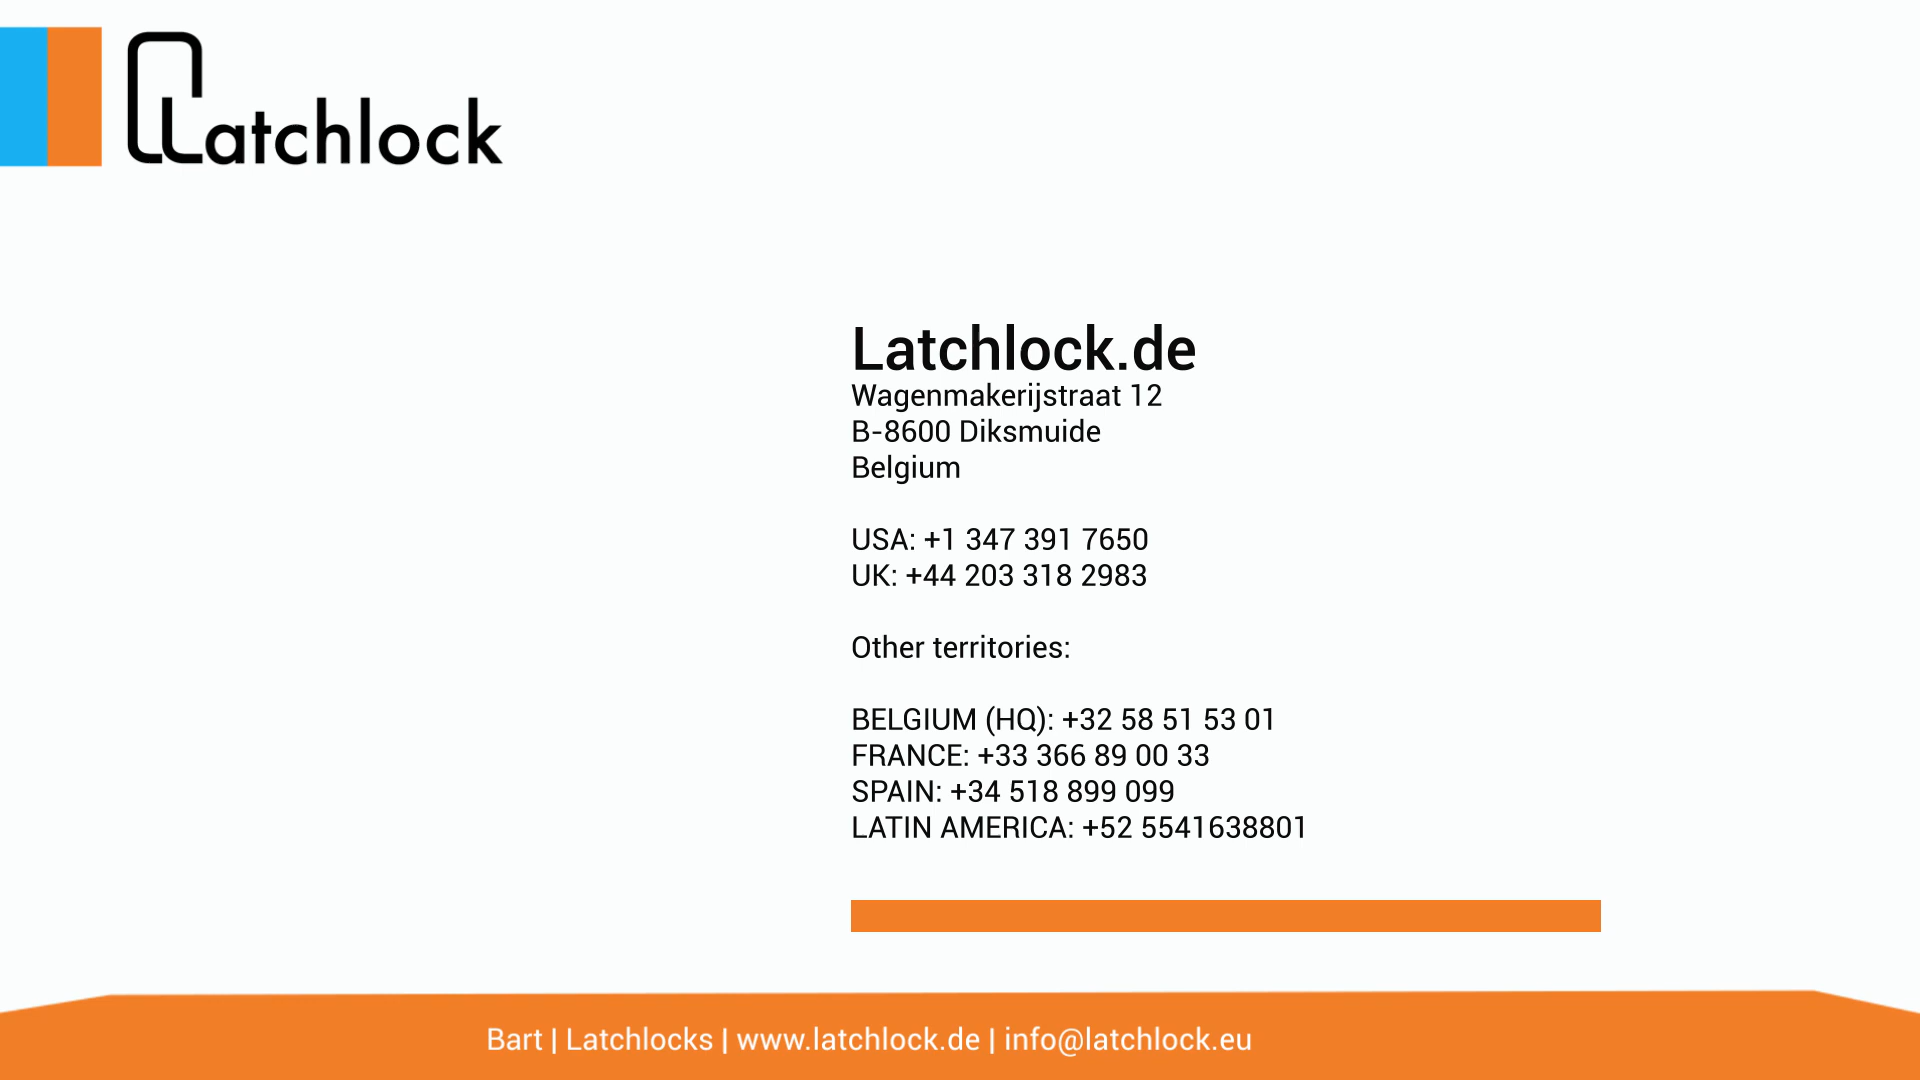 Latchlock
Latchlock.de
Wagenmakerijstraat 12
B-8600 Diksmuide
Belgium
USA: +1 347 391 7650
UK: +44 203 318 2983
Other territories:
BELGIUM (HQ): +32 58 51 53 01
FRANCE: +33 366 89 00 33
SPAIN: +34 518 899 099
LATIN AMERICA: +52 5541638801
Bart | Latchlocks | www.latchlock.de | info@latchlock.eu